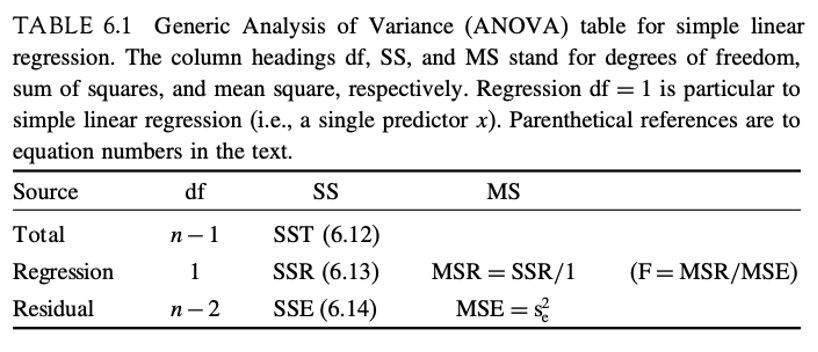 TABLE 6.1 Generic Analysis of Variance (ANOVA) table for simple linear
regression. The column headings df, SS, and MS stand for degrees of freedom,
sum of squares, and mean square, respectively. Regression df = 1 is particular to
simple linear regression (i.e., a single predictor x). Parenthetical references are to
equation numbers in the text.
Source df SS MS
Total n − 1 SST (6.12)
Regression 1 SSR (6.13) MSR = SSR/1 (F = MSR/MSE)
Residual n − 2 SSE (6.14) MSE = s²ₑ